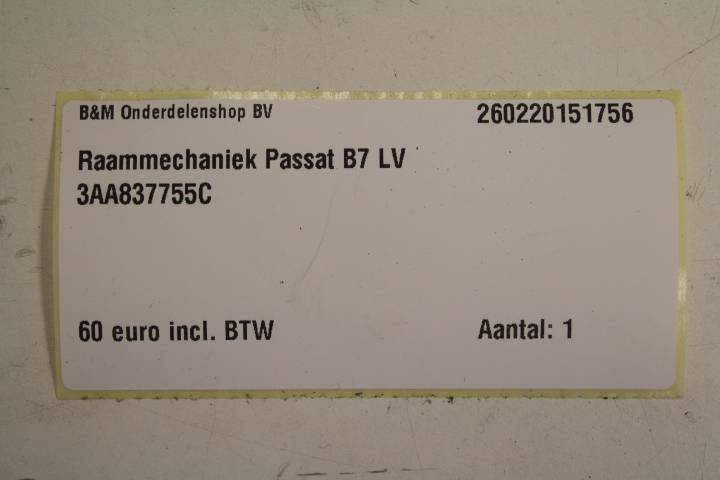 B&M Onderdelenshop BV 260220151756
Raammechaniek Passat B7 LV
3AA837755C
60 euro incl. BTW Aantal: 1